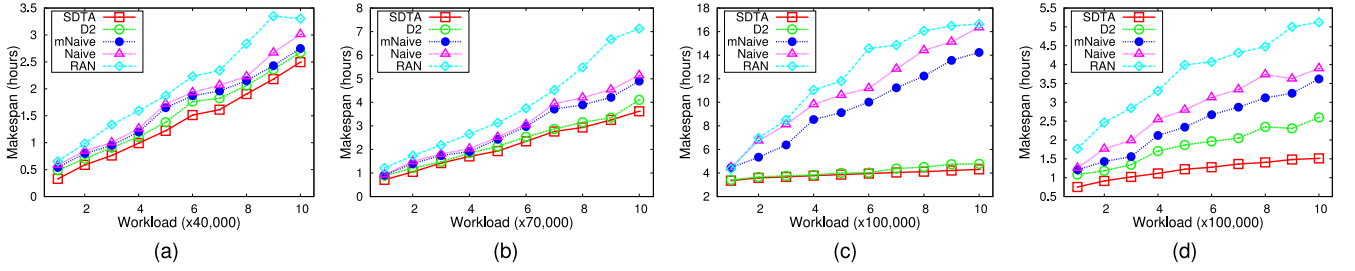 Makespan (hours)
3.5
3
2.5
2
1.5
1
0.5
0
SDTA
D2
mNaive
Naive
RAN
2 4 6 8 10
Workload (x40,000)
(a)
Makespan (hours)
8
7
6
5
4
3
2
1
0
SDTA
D2
mNaive
Naive
RAN
2 4 6 8 10
Workload (x70,000)
(b)
Makespan (hours)
18
16
14
12
10
8
6
4
2
SDTA
D2
mNaive
Naive
RAN
2 4 6 8 10
Workload (x100,000)
(c)
Makespan (hours)
5.5
5
4.5
4
3.5
3
2.5
2
1.5
1
0.5
SDTA
D2
mNaive
Naive
RAN
2 4 6 8 10
Workload (x100,000)
(d)